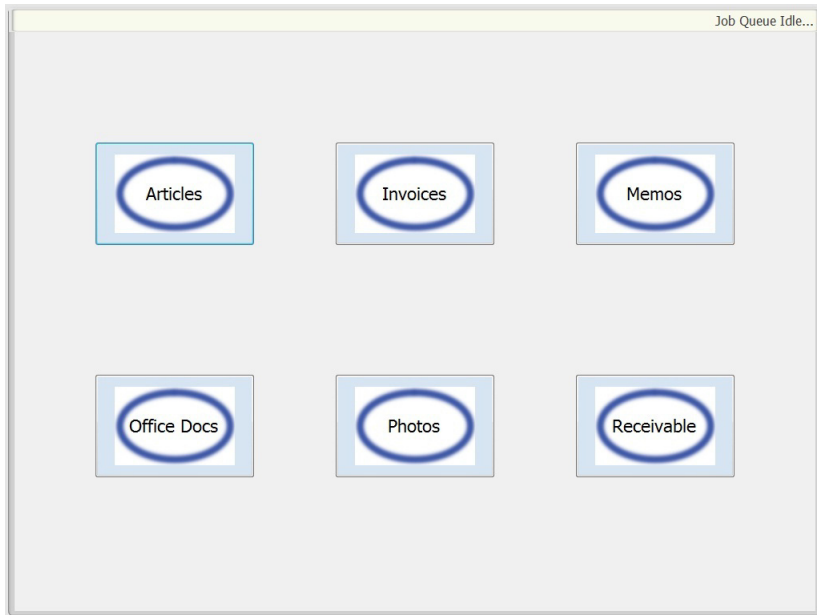 Job Queue Idle...
Articles
Invoices
Memos
Office Docs
Photos
Receivable